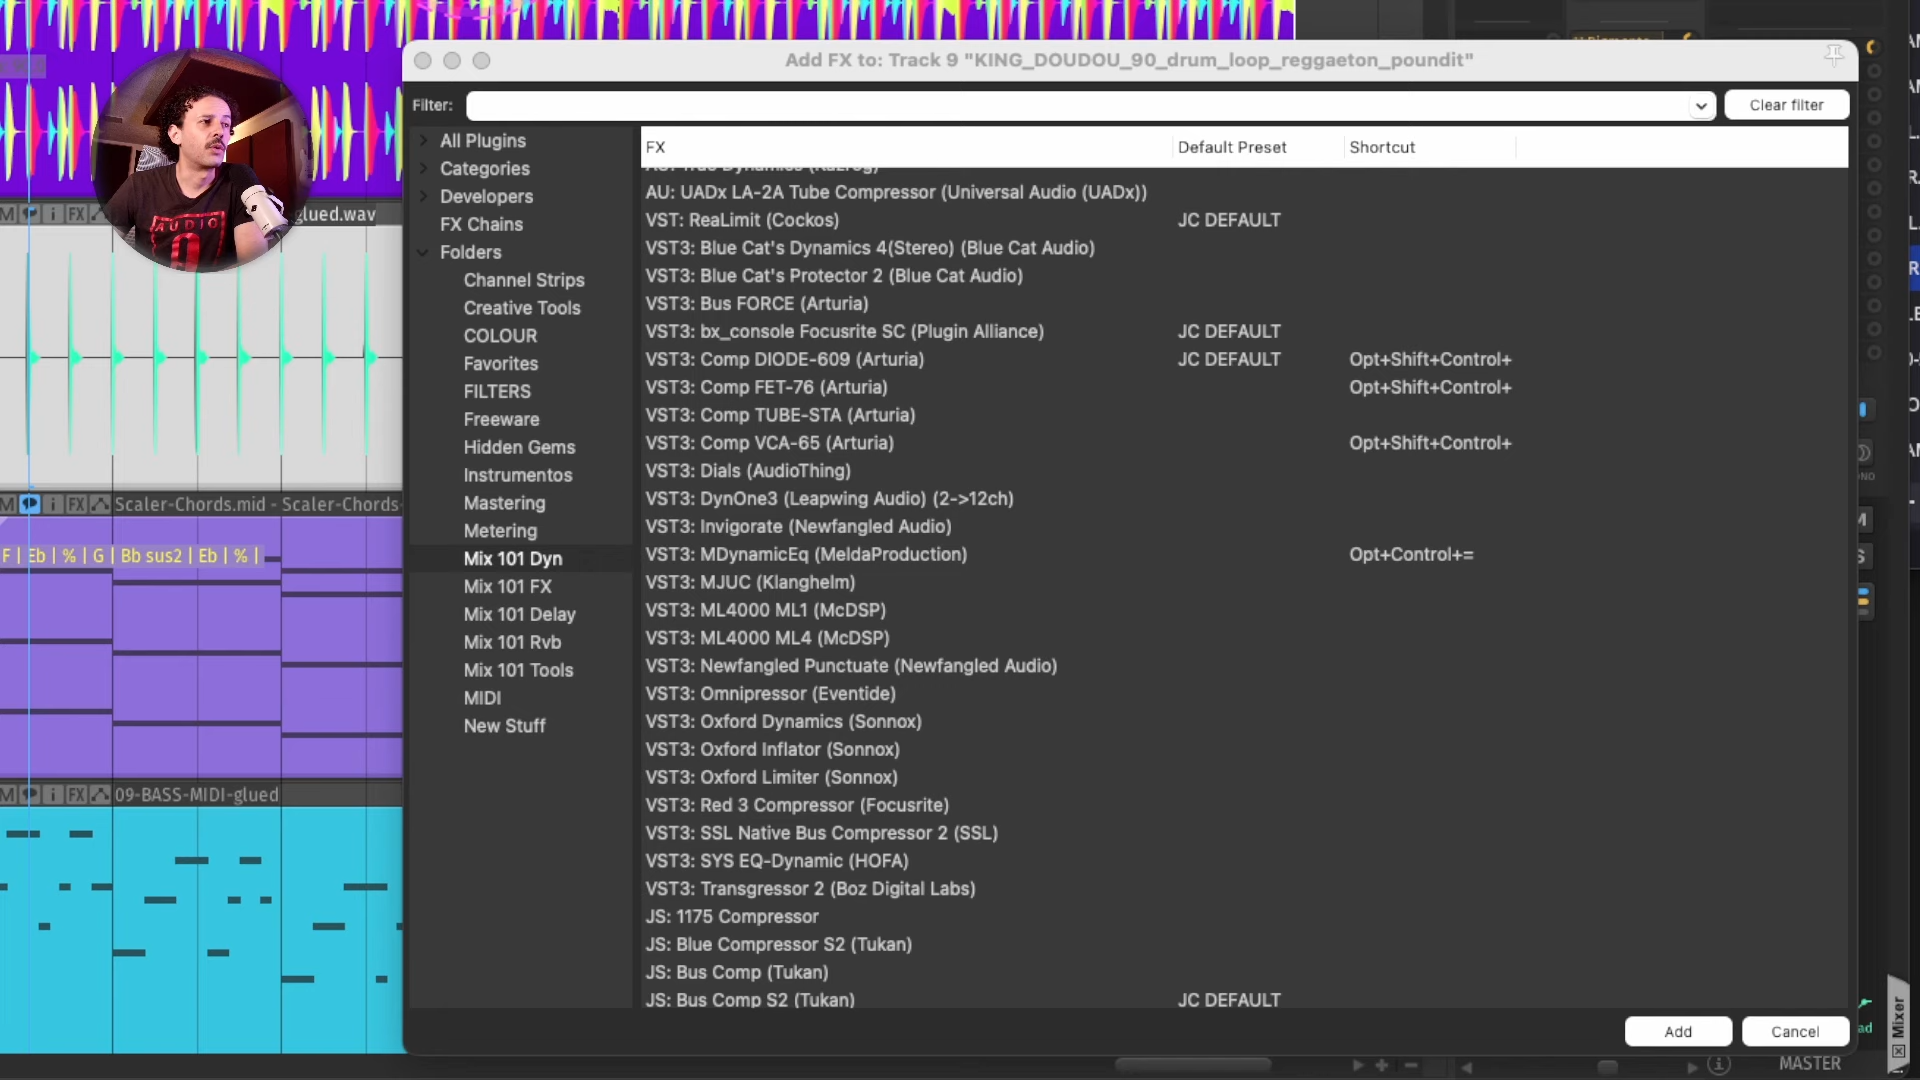 Add FX to: Track 9 "KING_DOUDOU_90_drum_loop_reggaeton_poundit"
Filter:
Clear filter
All Plugins
Categories
Developers
FX Chains
Folders
Channel Strips
Creative Tools
COLOUR
Favorites
FILTERS
Freeware
Hidden Gems
Instrumentos
Mastering
Metering
Mix 101 Dyn
Mix 101 FX
Mix 101 Delay
Mix 101 Rvb
Mix 101 Tools
MIDI
New Stuff
FX Default Preset Shortcut
AU: UADx LA-2A Tube Compressor (Universal Audio (UADx))
VST: ReaLimit (Cockos) JC DEFAULT
VST3: Blue Cat's Dynamics 4(Stereo) (Blue Cat Audio)
VST3: Blue Cat's Protector 2 (Blue Cat Audio)
VST3: Bus FORCE (Arturia)
VST3: bx_console Focusrite SC (Plugin Alliance) JC DEFAULT
VST3: Comp DIODE-609 (Arturia) JC DEFAULT Opt+Shift+Control+
VST3: Comp FET-76 (Arturia) Opt+Shift+Control+
VST3: Comp TUBE-STA (Arturia)
VST3: Comp VCA-65 (Arturia) Opt+Shift+Control+
VST3: Dials (AudioThing)
VST3: DynOne3 (Leapwing Audio) (2->12ch)
VST3: Invigorate (Newfangled Audio)
VST3: MDynamicEq (MeldaProduction) Opt+Control+=
VST3: MJUC (Klanghelm)
VST3: ML4000 ML1 (McDSP)
VST3: ML4000 ML4 (McDSP)
VST3: Newfangled Punctuate (Newfangled Audio)
VST3: Omnipressor (Eventide)
VST3: Oxford Dynamics (Sonnox)
VST3: Oxford Inflator (Sonnox)
VST3: Oxford Limiter (Sonnox)
VST3: Red 3 Compressor (Focusrite)
VST3: SSL Native Bus Compressor 2 (SSL)
VST3: SYS EQ-Dynamic (HOFA)
VST3: Transgressor 2 (Boz Digital Labs)
JS: 1175 Compressor
JS: Blue Compressor S2 (Tukan)
JS: Bus Comp (Tukan)
JS: Bus Comp S2 (Tukan) JC DEFAULT
Add
Cancel
AUDIO
glued.wav
M i FX
M i FX Scaler-Chords.mid - Scaler-Chords-
F | Eb | % | G | Bb sus2 | Eb | % |
M i FX 09-BASS-MIDI-glued
MASTER
Mixer